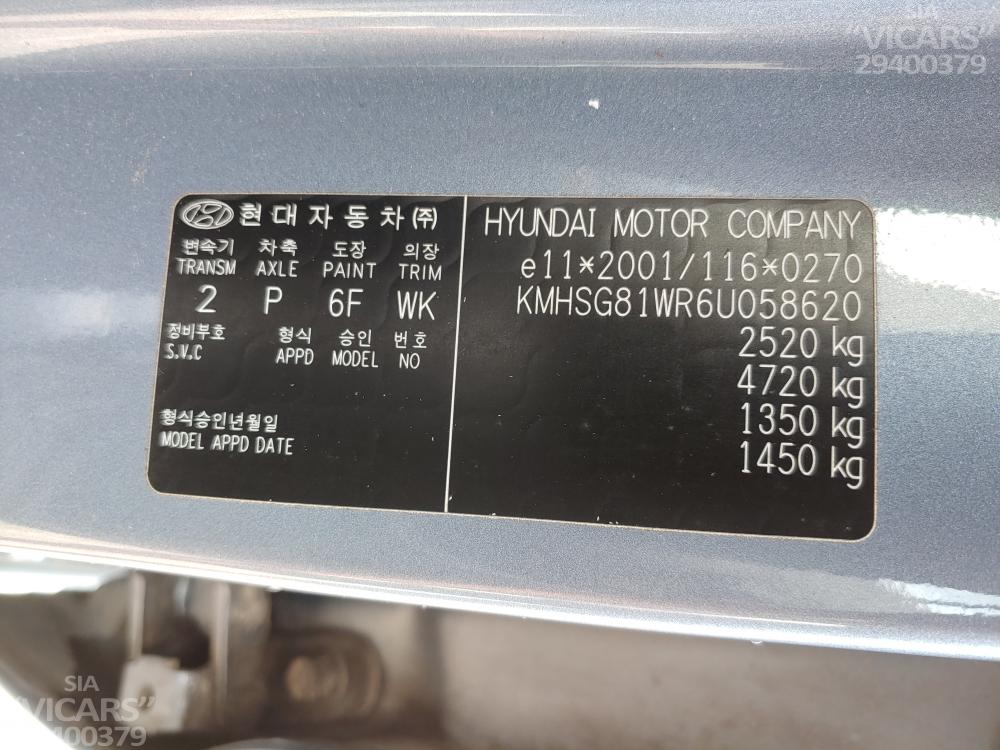 SIA
"VICARS"
29400379
현대자동차(주)
변속기 차축 도장 의장
TRANSM AXLE PAINT TRIM
2 P 6F WK
정비부호 형식 승인 번호
S.V.C APPD MODEL NO
형식승인년월일
MODEL APPD DATE
HYUNDAI MOTOR COMPANY
e11*2001/116*0270
KMHSG81WR6U058620
2520 kg
4720 kg
1350 kg
1450 kg
SIA
"VICARS"
400379